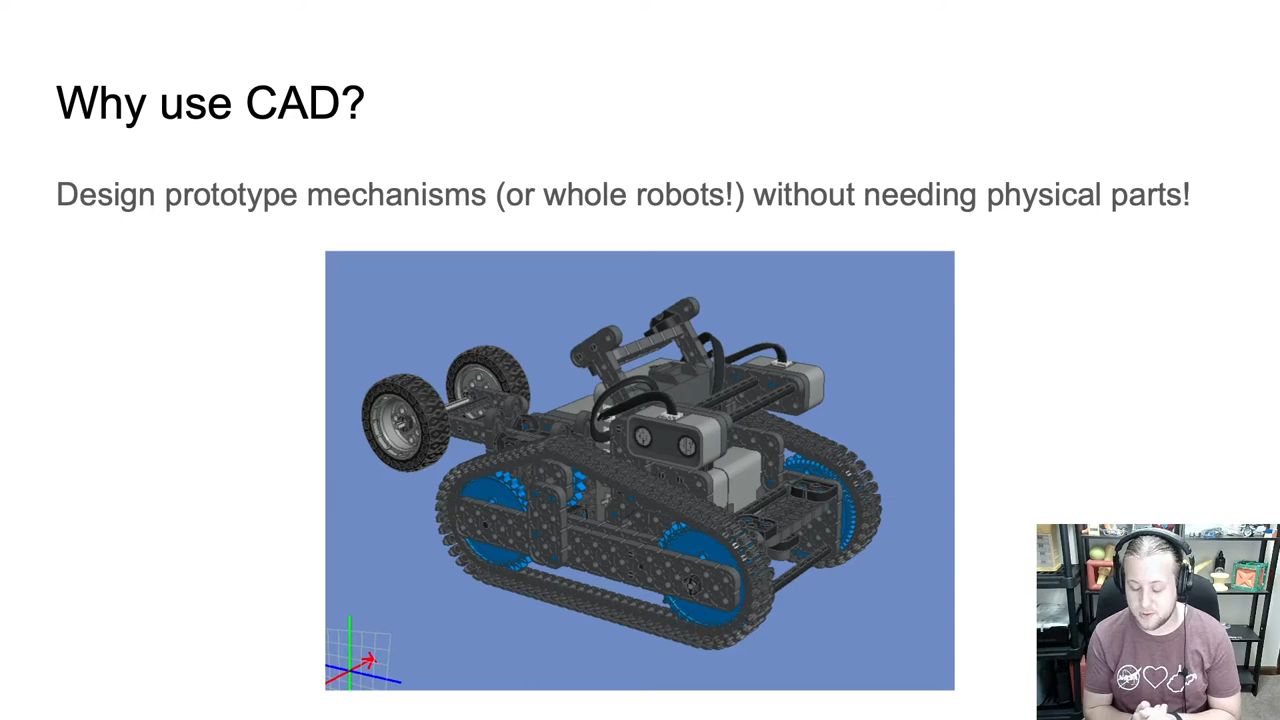 Why use CAD?
Design prototype mechanisms (or whole robots!) without needing physical parts!